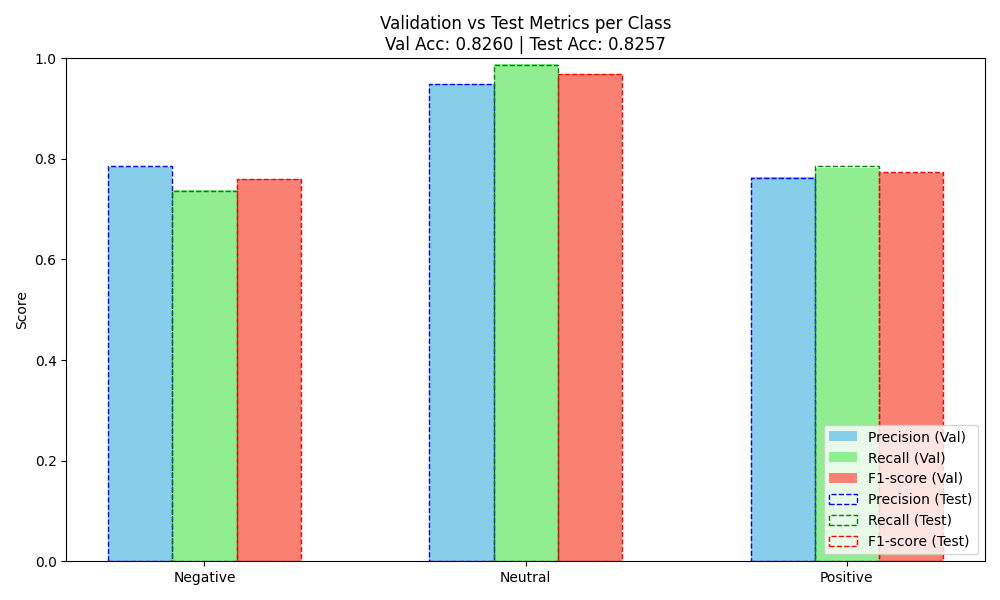 Validation vs Test Metrics per Class
Val Acc: 0.8260 | Test Acc: 0.8257
1.0
0.8
0.6
0.4
0.2
0.0
Score
Negative
Neutral
Positive
Precision (Val)
Recall (Val)
F1-score (Val)
Precision (Test)
Recall (Test)
F1-score (Test)